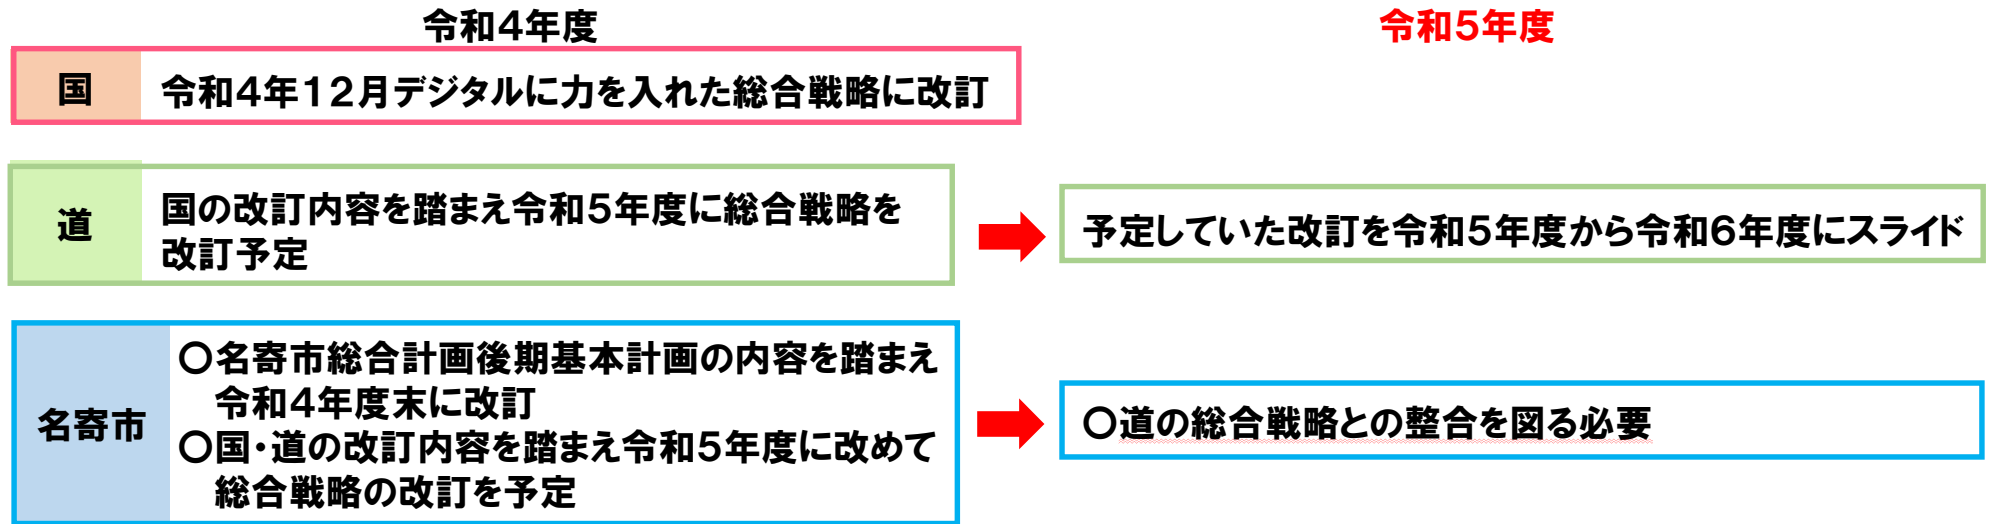 令和４年度
令和５年度
国
令和４年１２月デジタルに力を入れた総合戦略に改訂
道
国の改訂内容を踏まえ令和５年度に総合戦略を
改訂予定
予定していた改訂を令和５年度から令和６年度にスライド
名寄市
〇名寄市総合計画後期基本計画の内容を踏まえ
令和４年度末に改訂
〇国・道の改訂内容を踏まえ令和５年度に改めて
総合戦略の改訂を予定
〇道の総合戦略との整合を図る必要